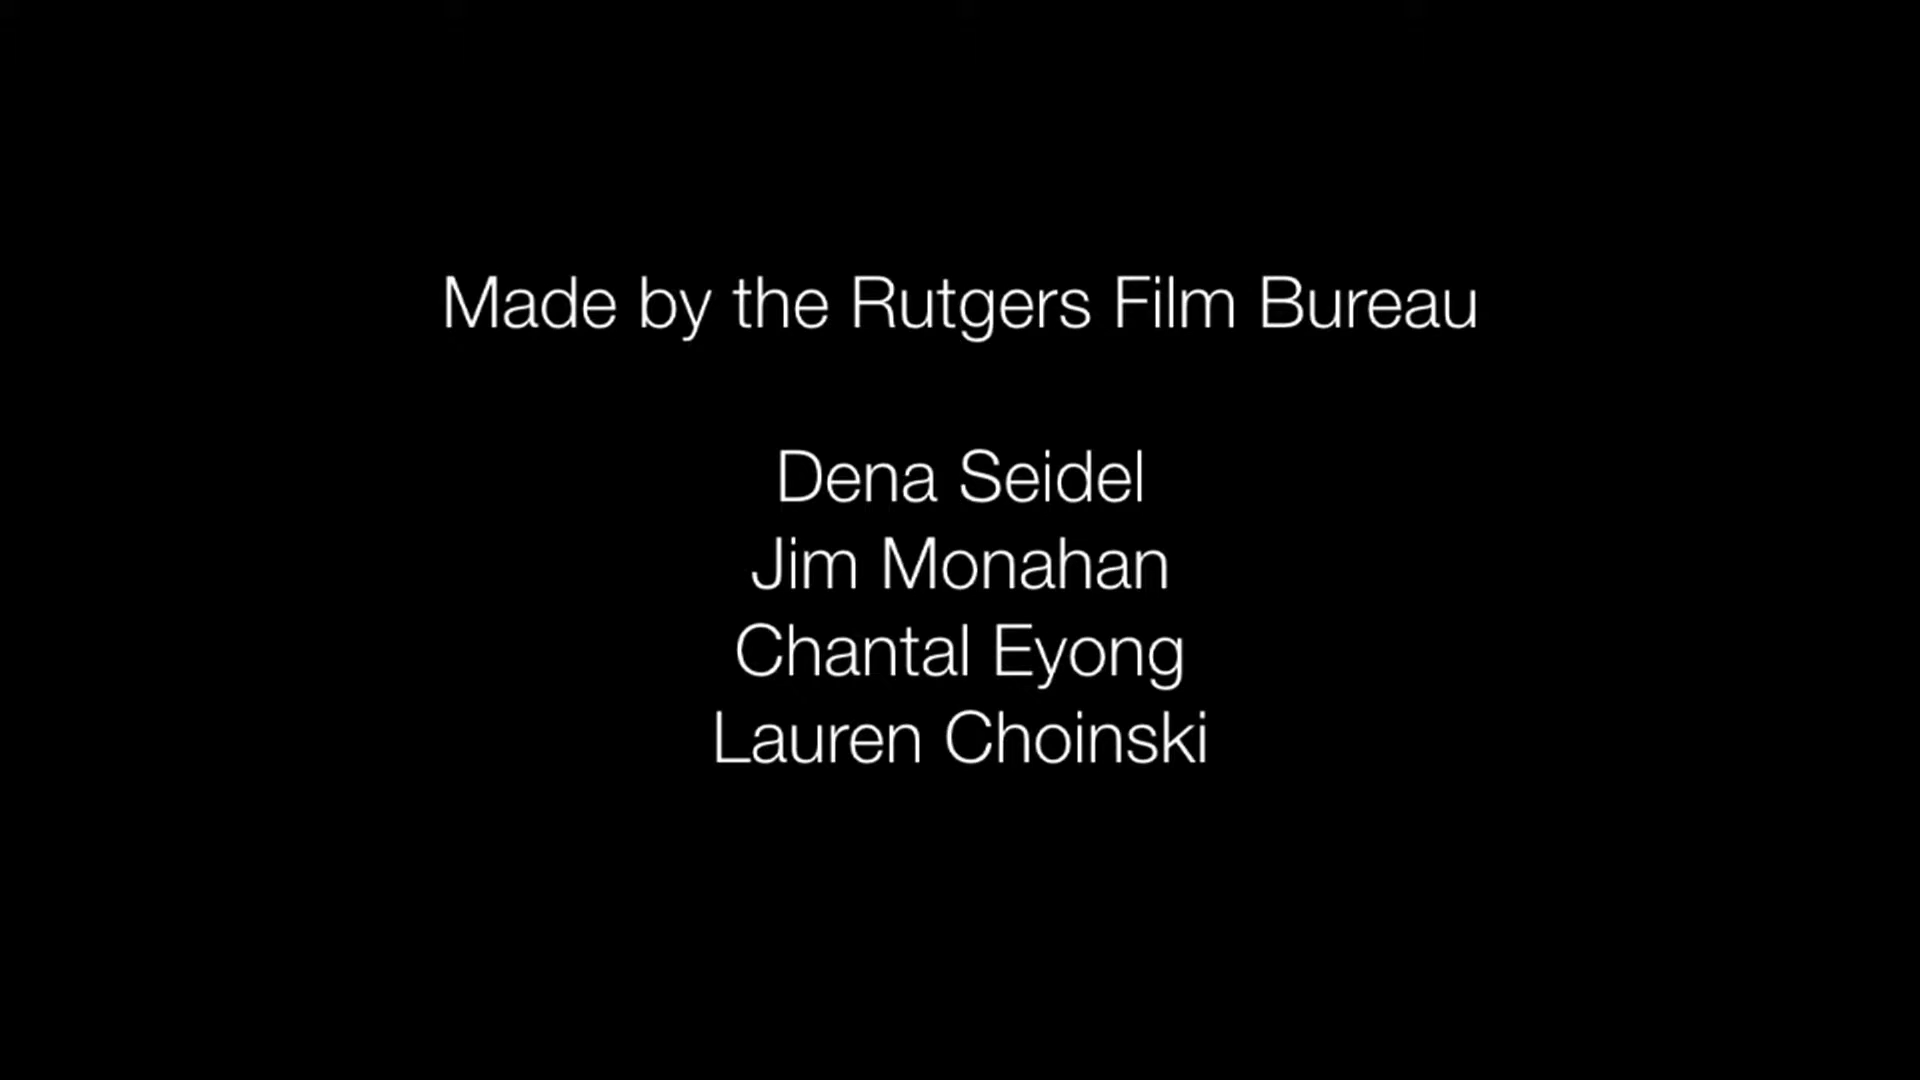 Made by the Rutgers Film Bureau
Dena Seidel
Jim Monahan
Chantal Eyong
Lauren Choinski